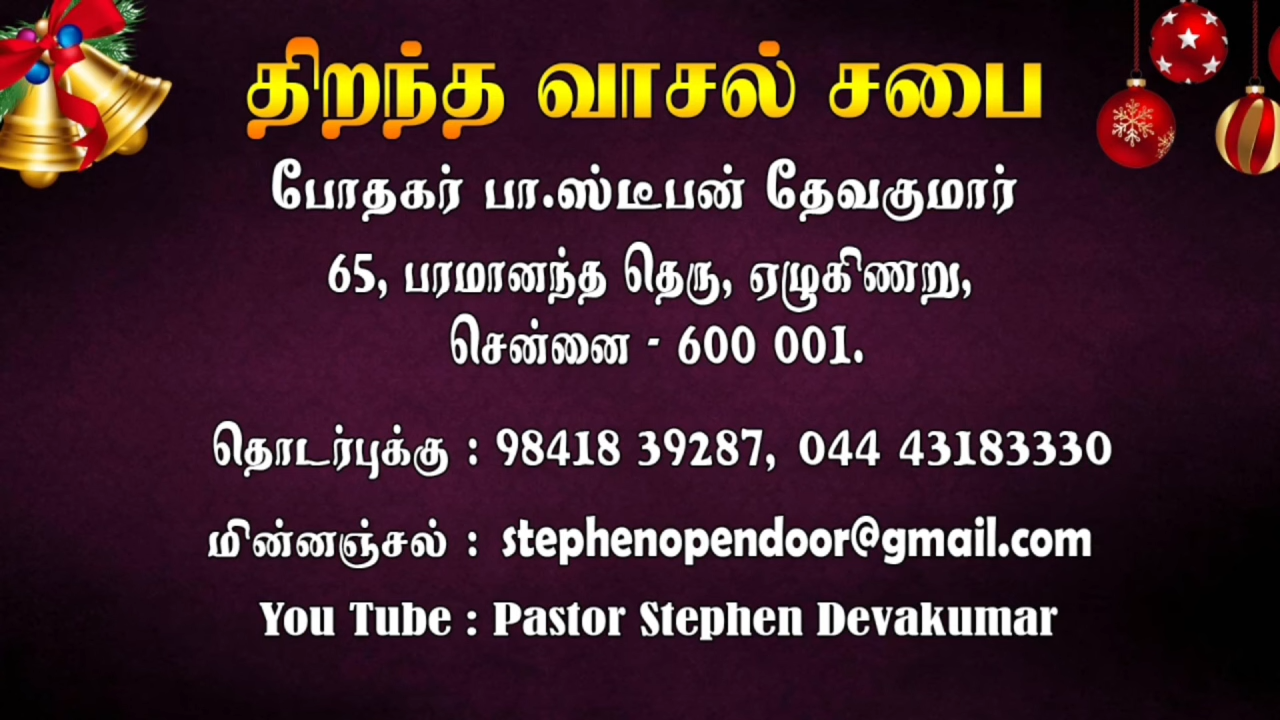 திறந்த வாசல் சபை
போதகர் பா.ஸ்டீபன் தேவகுமார்
65, பரமானந்த தெரு, ஏழுகிணறு,
சென்னை - 600 001.
தொடர்புக்கு : 98418 39287, 044 43183330
மின்னஞ்சல் : stephenopendoor@gmail.com
You Tube : Pastor Stephen Devakumar